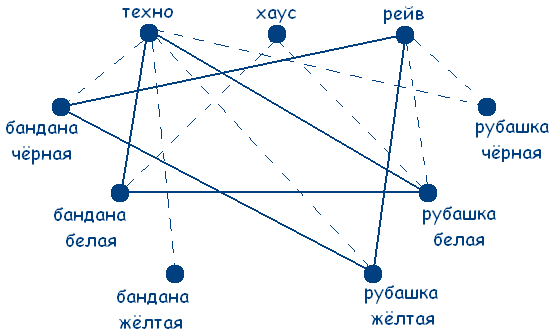 техно
хаус
рейв
бандана
чёрная
рубашка
чёрная
бандана
белая
рубашка
белая
бандана
жёлтая
рубашка
жёлтая